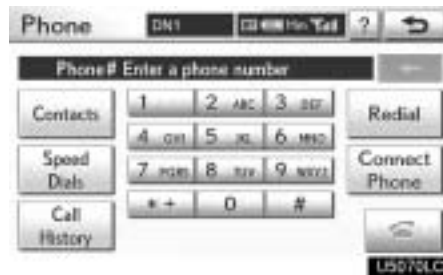 Phone DN1 ?
Phone# Enter a phone number
Contacts 1 2 ABC 3 DEF Redial
4 GHI 5 JKL 6 MNO
Speed Dials 7 PQRS 8 TUV 9 WXYZ Connect Phone
* + 0 #
Call History
U5070LC